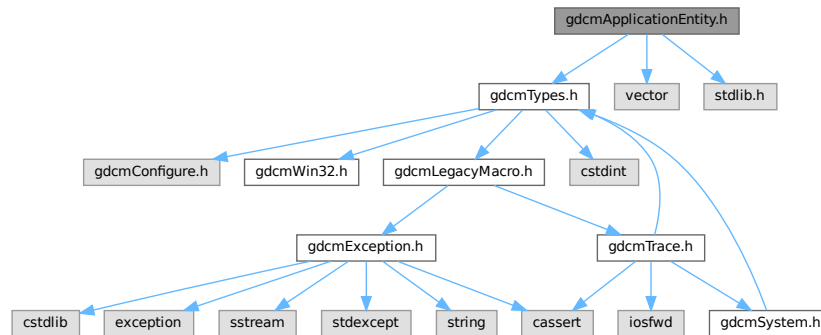 gdcmApplicationEntity.h
gdcmTypes.h
vector
stdlib.h
gdcmConfigure.h
gdcmWin32.h
gdcmLegacyMacro.h
cstdint
gdcmException.h
gdcmTrace.h
cstdlib
exception
sstream
stdexcept
string
cassert
iosfwd
gdcmSystem.h